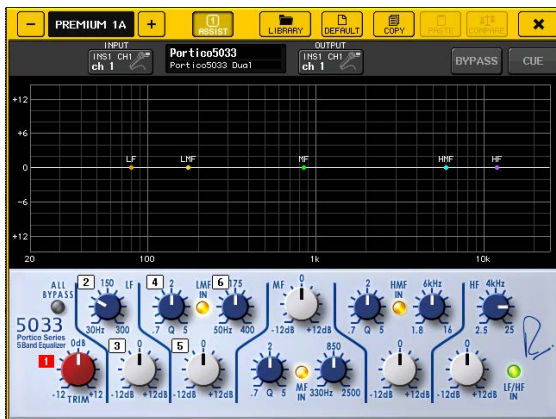 PREMIUM 1A
1
ASSIST
LIBRARY
DEFAULT
COPY
PASTE
COMPARE
INPUT
INS1 CH1
ch 1
Portico5033
Portico5033 Dual
OUTPUT
INS1 CH1
ch 1
BYPASS
CUE
+12
+6
0
-6
+12
LF
LMF
MF
HMF
HF
20
100
1k
10k
ALL
BYPASS
2
150
LF
30Hz
300
4
2
.7 Q 5
LMF
IN
6
175
50Hz
400
MF
0
-12dB
+12dB
2
.7 Q 5
HMF
IN
6kHz
1.8
16
HF
4kHz
2.5
25
5033
Portico Series
5 Band Equalizer
1
0dB
-12
+12
TRIM
3
0
-12dB
+12dB
5
0
-12dB
+12dB
2
.7 Q 5
MF
IN
850
330Hz
2500
0
-12dB
+12dB
0
-12dB
+12dB
LF/HF
IN